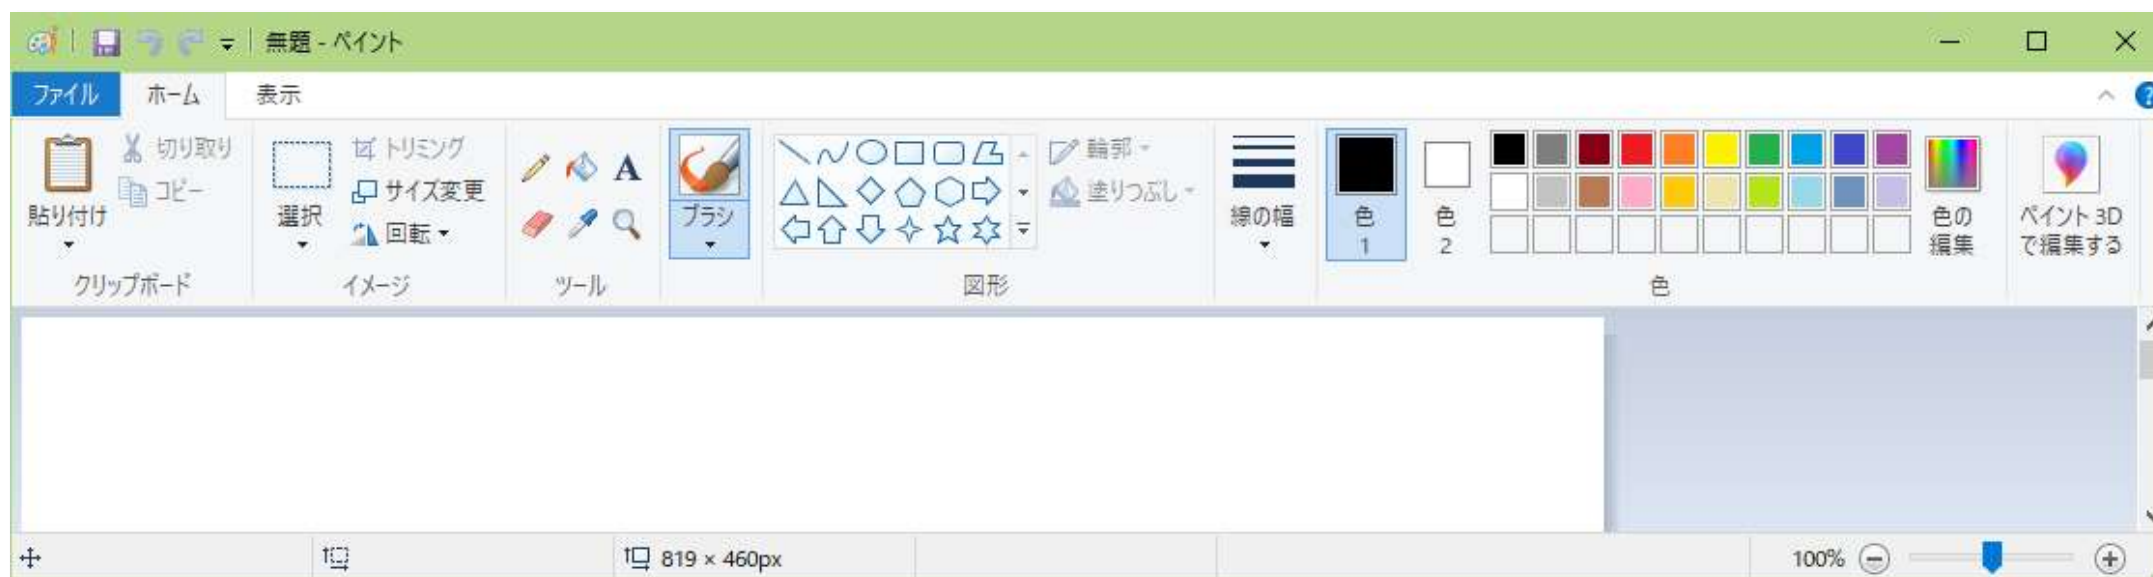 無題 - ペイント
ファイル ホーム 表示
貼り付け
切り取り
コピー
クリップボード
選択
トリミング
サイズ変更
回転
イメージ
A
ツール
ブラシ
輪郭
塗りつぶし
図形
線の幅
色
1
色
2
色の
編集
色
ペイント 3D
で編集する
819 × 460px
100%